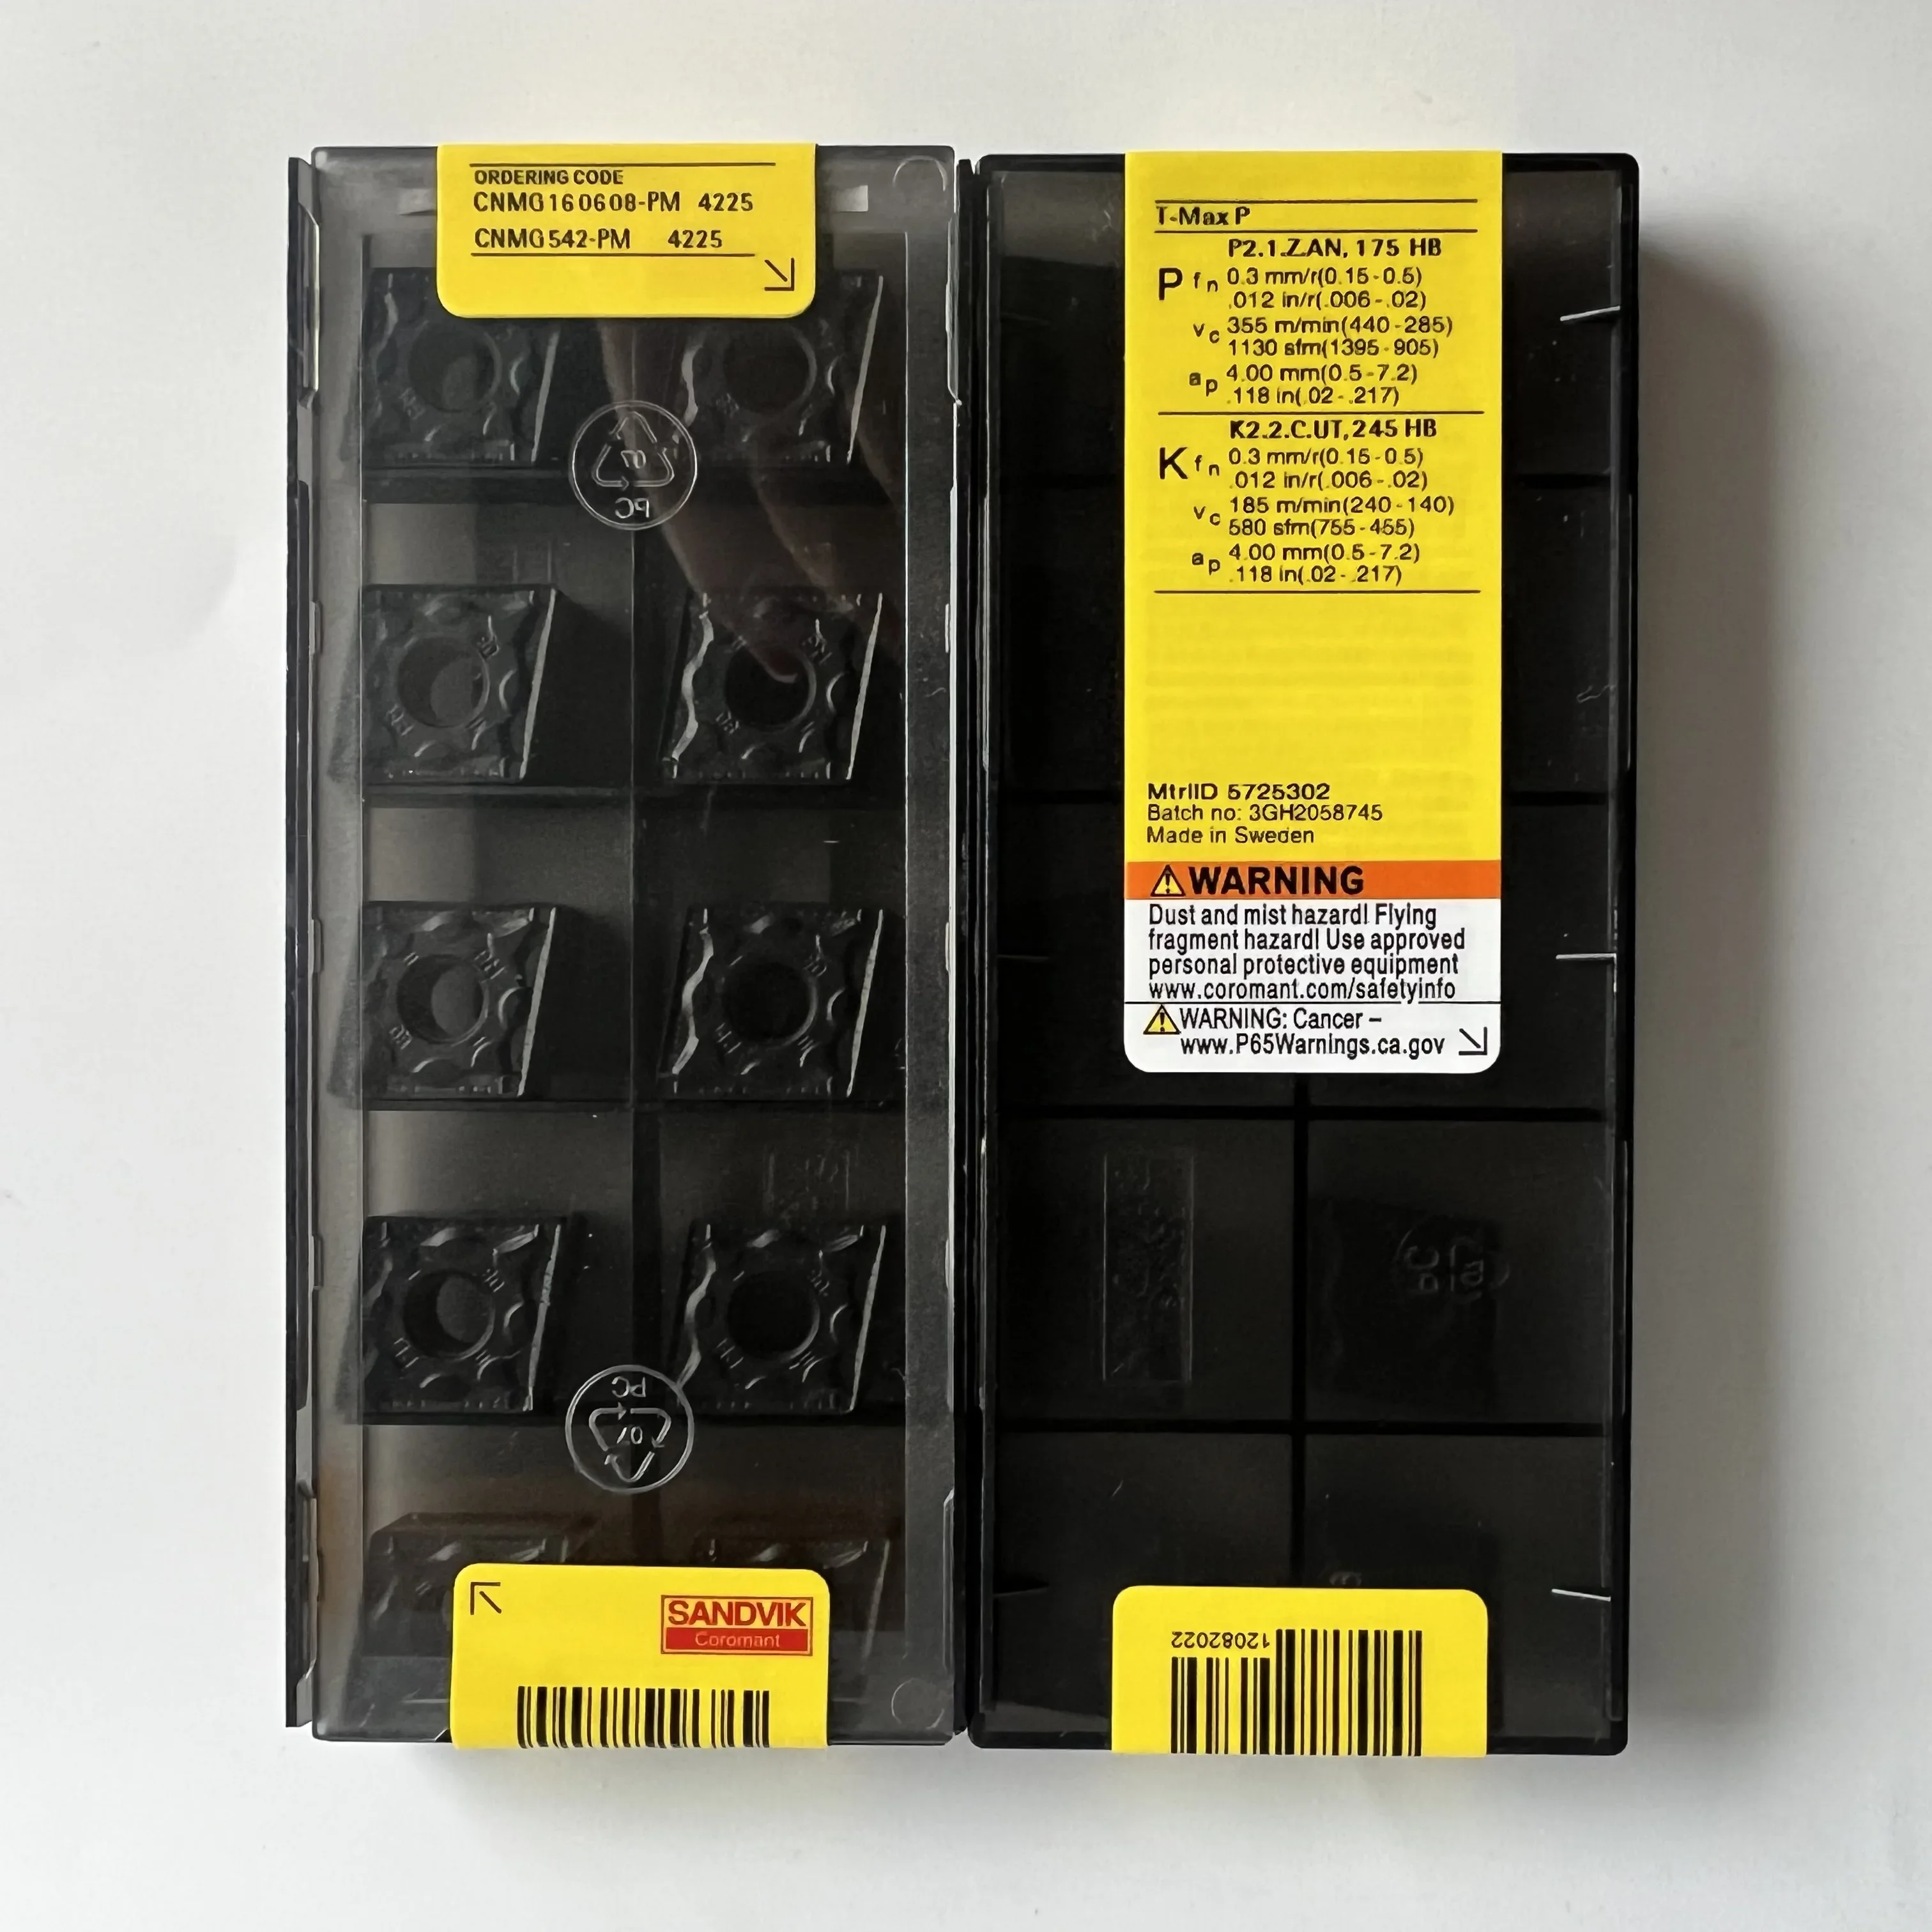 ORDERING CODE
CNMG160608-PM 4225
CNMG542-PM 4225
PC
07
PC
07
SANDVIK
Coromant
T-Max P
P2.1.Z.AN, 175 HB
P fn 0.3 mm/r(0.15-0.5)
.012 in/r(.006-.02)
vc 355 m/min(440-285)
1130 sfm(1395-905)
ap 4.00 mm(0.5-7.2)
.118 in(.02-.217)
K2.2.C.UT, 245 HB
K fn 0.3 mm/r(0.15-0.5)
.012 in/r(.006-.02)
vc 185 m/min(240-140)
580 sfm(755-455)
ap 4.00 mm(0.5-7.2)
.118 in(.02-.217)
MtrlID 5725302
Batch no: 3GH2058745
Made in Sweden
WARNING
Dust and mist hazard! Flying
fragment hazard! Use approved
personal protective equipment
www.coromant.com/safetyinfo
WARNING: Cancer –
www.P65Warnings.ca.gov
12082022